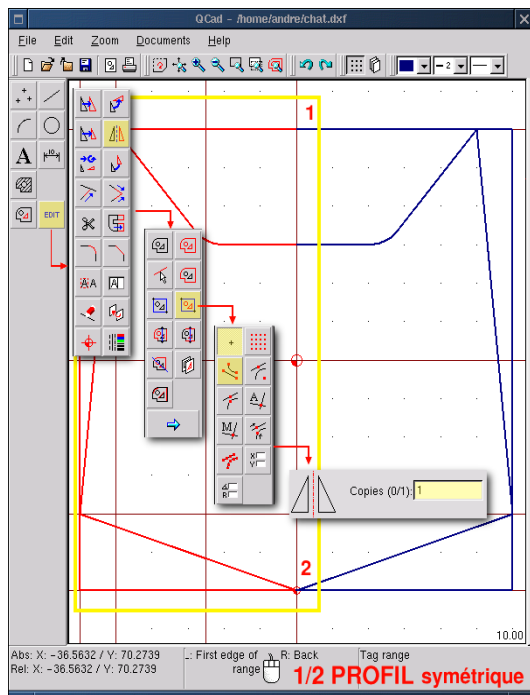 QCad - /home/andre/chat.dxf
File Edit Zoom Documents Help
2
1
A
10
EDIT
A A
A
A
M
X
Y
R
Copies (0/1): 1
2
10.00
Abs: X: -36.5632 / Y: 70.2739
Rel: X: -36.5632 / Y: 70.2739
_: First edge of range
R: Back
Tag range
1/2 PROFIL symétrique